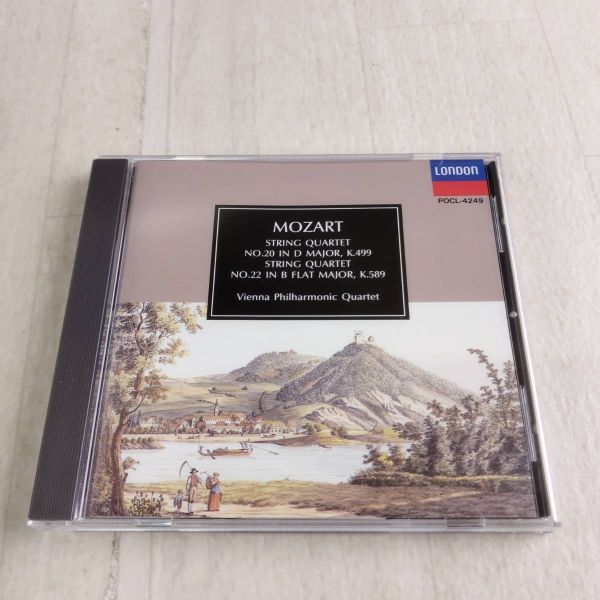 LONDON
POCL-4249
MOZART
STRING QUARTET
NO.20 IN D MAJOR, K.499
STRING QUARTET
NO.22 IN B FLAT MAJOR, K.589
Vienna Philharmonic Quartet